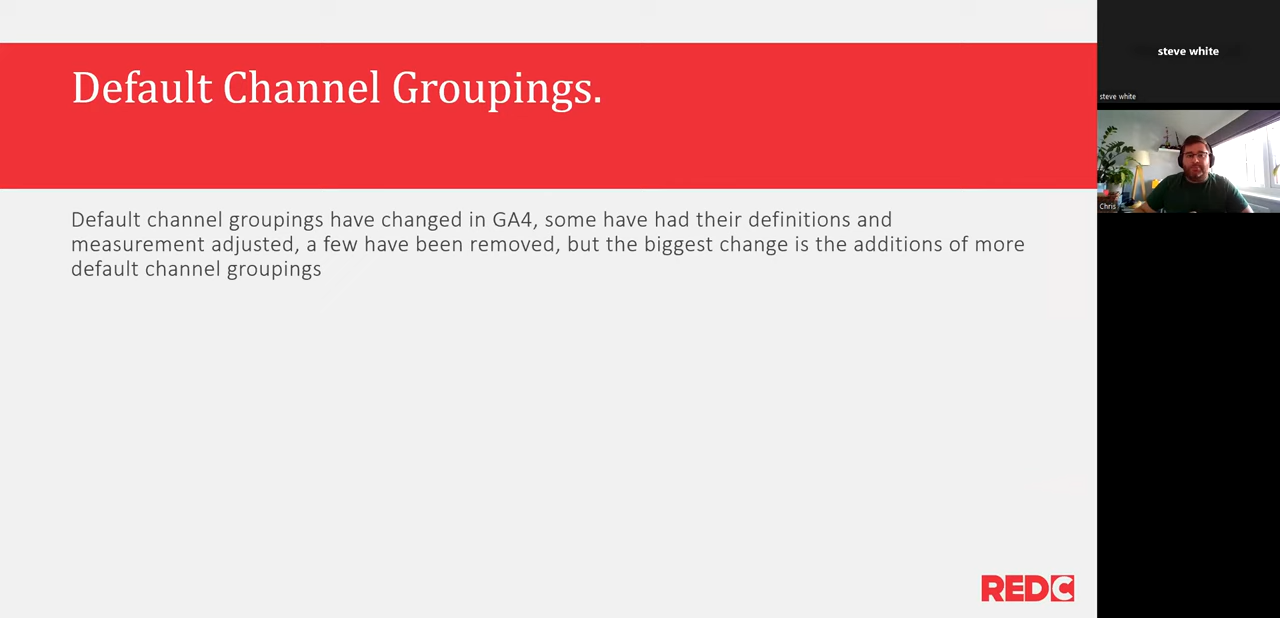 Default Channel Groupings.
Default channel groupings have changed in GA4, some have had their definitions and
measurement adjusted, a few have been removed, but the biggest change is the additions of more
default channel groupings
REDC
steve white
steve white
Chris